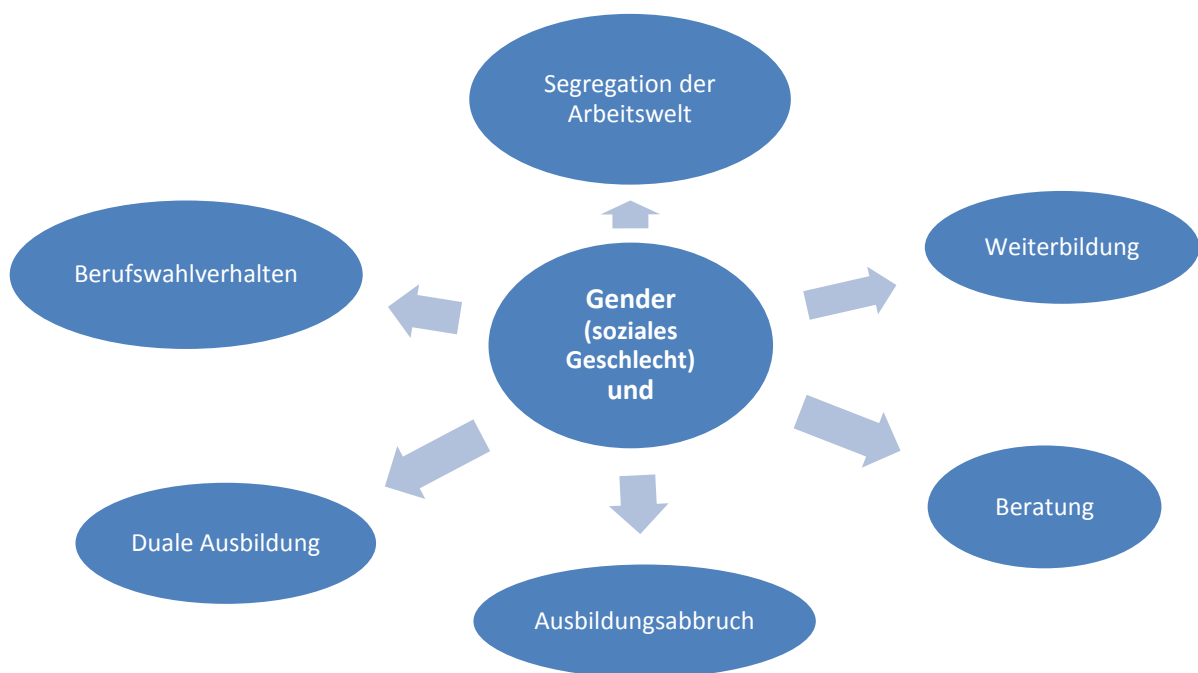 Segregation der
Arbeitswelt
Weiterbildung
Berufswahlverhalten
Gender
(soziales
Geschlecht)
und
Beratung
Duale Ausbildung
Ausbildungsabbruch